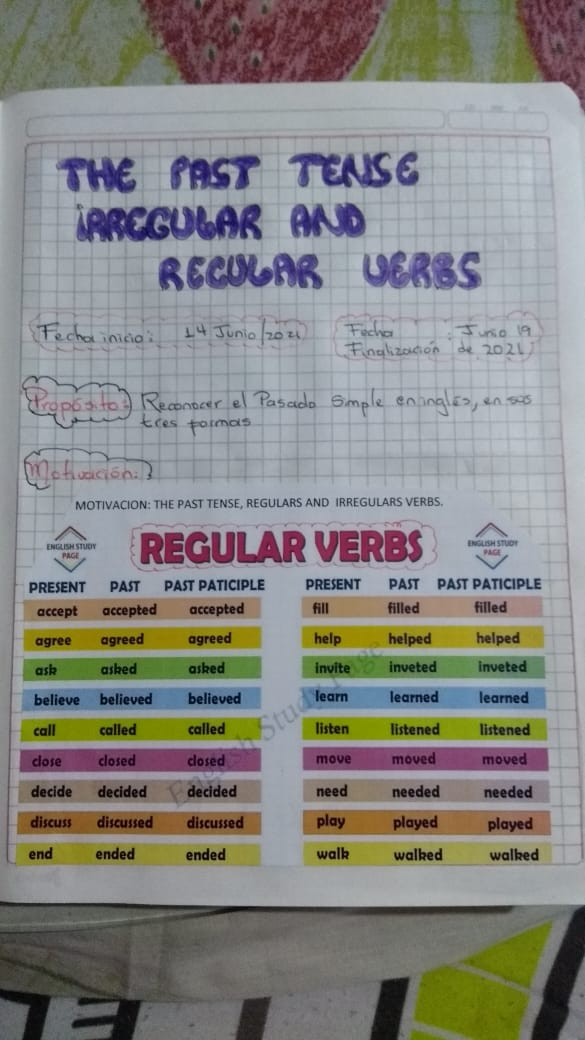 THE PAST TENSE
IRREGULAR AND
REGULAR VERBS
Fecha inicio: 14 Junio/2021
Fecha : Junio 19
Finalización de 2021
Propósito: Reconocer el Pasado Simple en inglés, en sus
tres formas
Motivación:
MOTIVACION: THE PAST TENSE, REGULARS AND IRREGULARS VERBS.
ENGLISH STUDY
PAGE
REGULAR VERBS
ENGLISH STUDY
PAGE
PRESENT PAST PAST PATICIPLE PRESENT PAST PAST PATICIPLE
accept accepted accepted fill filled filled
agree agreed agreed help helped helped
ask asked asked invite inveted inveted
believe believed believed learn learned learned
call called called listen listened listened
close closed closed move moved moved
decide decided decided need needed needed
discuss discussed discussed play played played
end ended ended walk walked walked
English Study Page